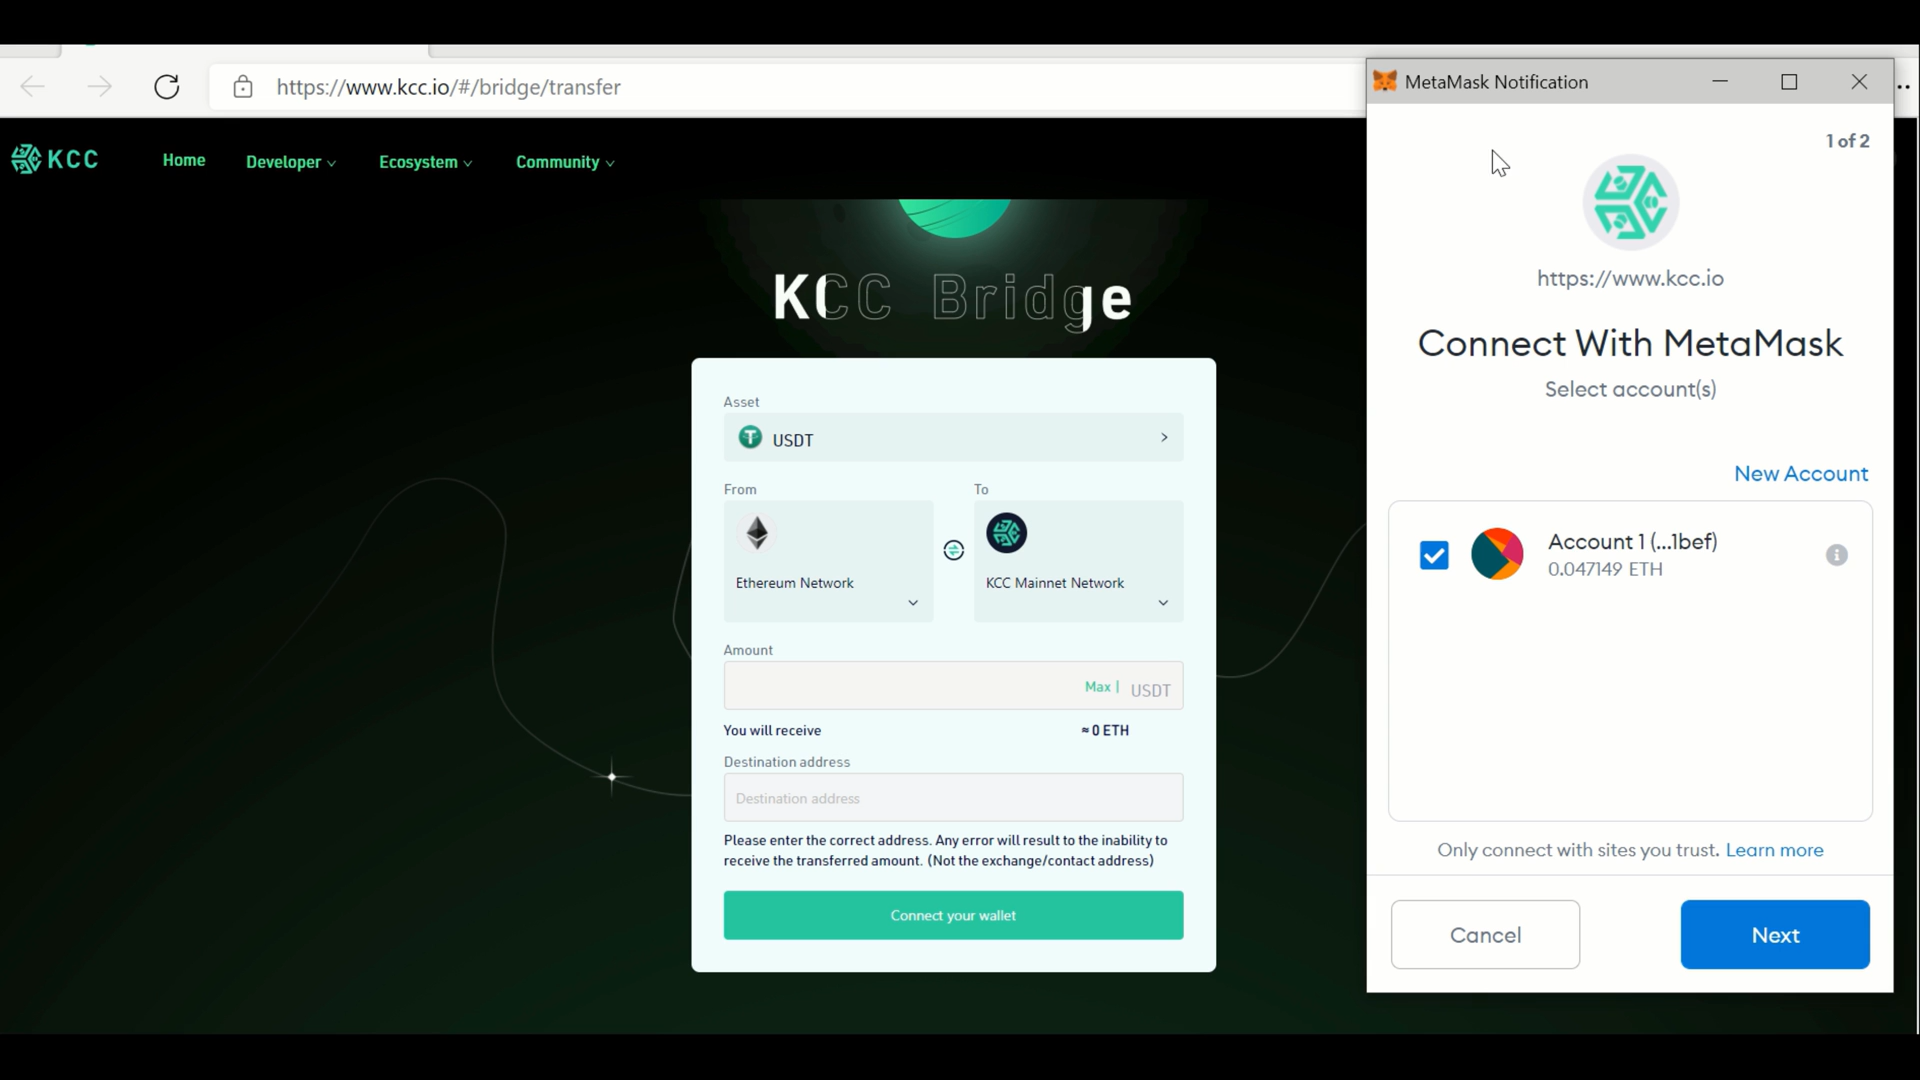 https://www.kcc.io/#/bridge/transfer
KCC
Home
Developer
Ecosystem
Community
KCC Bridge
Asset
USDT
From
To
Ethereum Network
KCC Mainnet Network
Amount
Max | USDT
You will receive
≈ 0 ETH
Destination address
Destination address
Please enter the correct address. Any error will result to the inability to
receive the transferred amount. (Not the exchange/contact address)
Connect your wallet
MetaMask Notification
1 of 2
https://www.kcc.io
Connect With MetaMask
Select account(s)
New Account
Account 1 (...1bef)
0.047149 ETH
Only connect with sites you trust. Learn more
Cancel
Next